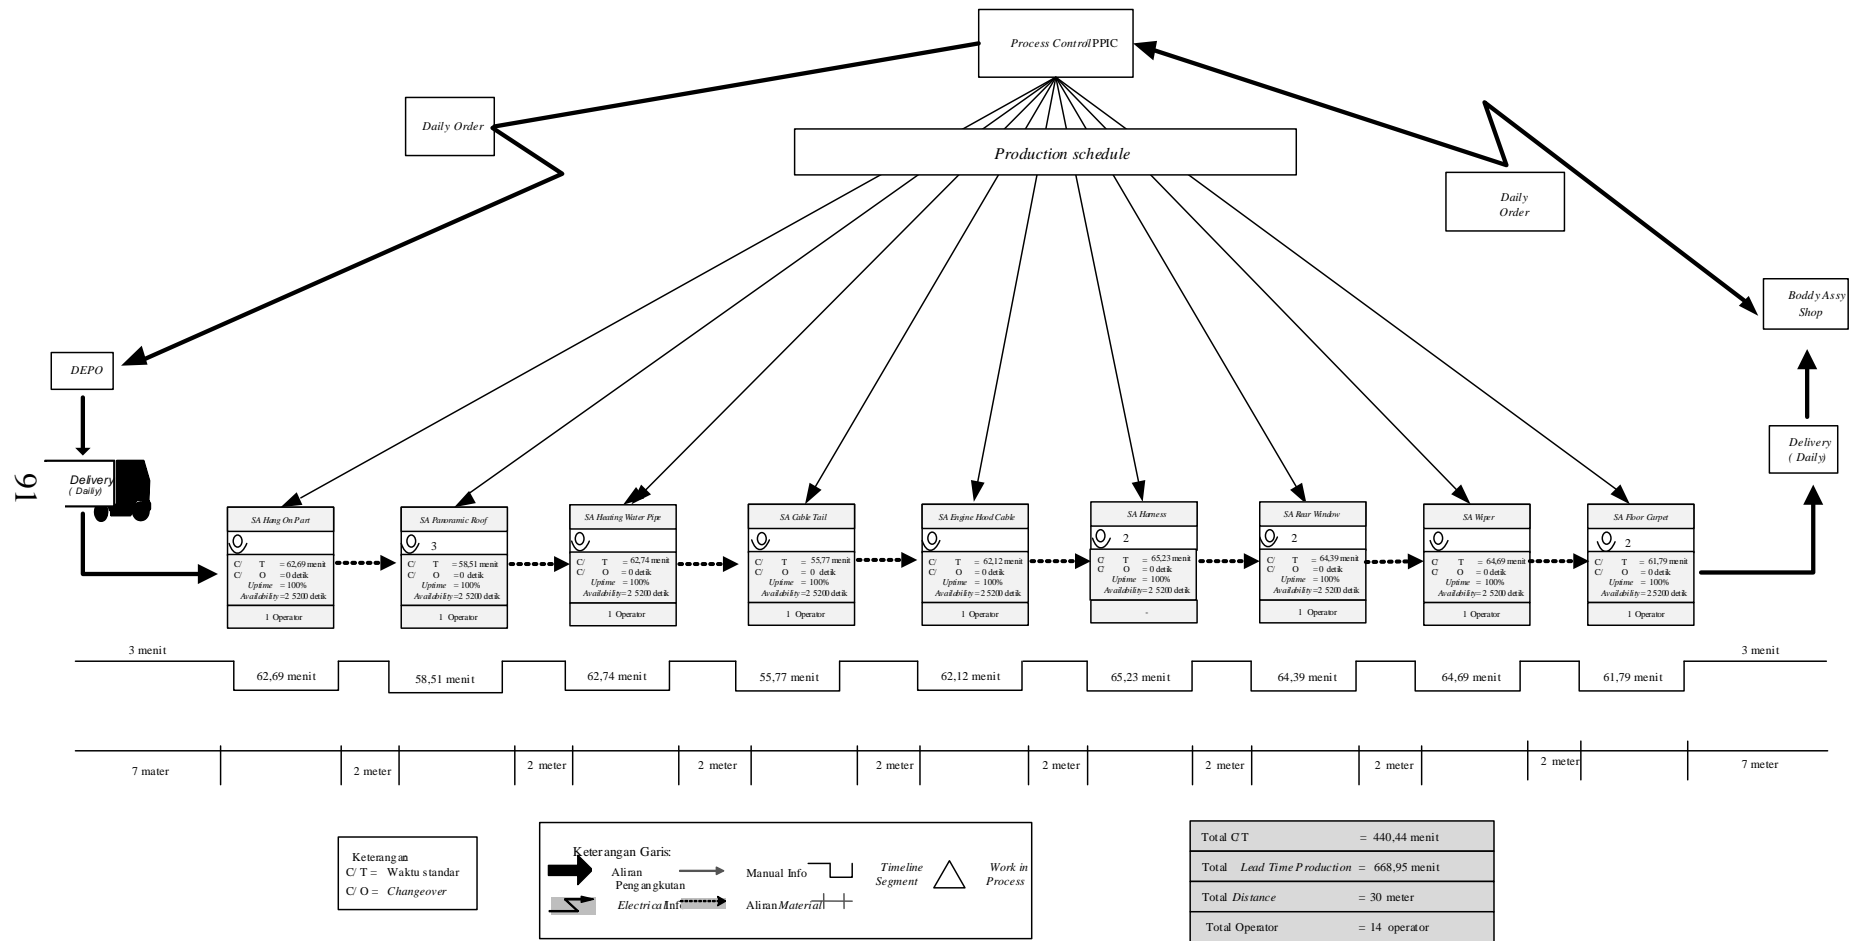 Process Control PPIC
Daily Order
Production schedule
Daily
Order
Boddy Assy
Shop
DEPO
Delivery
( Daily)
Delivery
( Daily)
91
SA Hang On Part
C/ T = 62,69 menit
C/ O = 0 detik
Uptime = 100%
Availability =2 5200 detik
1 Operator
SA Panoramic Roof
3
C/ T = 58,51 menit
C/ O = 0 detik
Uptime = 100%
Availability =2 5200 detik
1 Operator
SA Heating Water Pipe
C/ T = 62,74 menit
C/ O = 0 detik
Uptime = 100%
Availability =2 5200 detik
1 Operator
SA Gable Tail
C/ T = 55,77 menit
C/ O = 0 detik
Uptime = 100%
Availability =2 5200 detik
1 Operator
SA Engine Hood Cable
C/ T = 62,12 menit
C/ O = 0 detik
Uptime = 100%
Availability =2 5200 detik
1 Operator
SA Harness
2
C/ T = 65,23 menit
C/ O = 0 detik
Uptime = 100%
Availability =2 5200 detik
-
SA Rear Window
2
C/ T = 64,39 menit
C/ O = 0 detik
Uptime = 100%
Availability =2 5200 detik
1 Operator
SA Wiper
C/ T = 64,69 menit
C/ O = 0 detik
Uptime = 100%
Availability =2 5200 detik
1 Operator
SA Floor Carpet
2
C/ T = 61,79 menit
C/ O = 0 detik
Uptime = 100%
Availability =2 5200 detik
1 Operator
3 menit
62,69 menit
58,51 menit
62,74 menit
55,77 menit
62,12 menit
65,23 menit
64,39 menit
64,69 menit
61,79 menit
3 menit
7 mater
2 meter
2 meter
2 meter
2 meter
2 meter
2 meter
2 meter
2 meter
7 meter
Keterangan
C/ T = Waktu standar
C/ O = Changeover
Keterangan Garis:
Aliran
Pengangkutan
Manual Info
Timeline
Segment
Work in
Process
Electrical Info
Aliran Material
Total C/T = 440,44 menit
Total Lead Time Production = 668,95 menit
Total Distance = 30 meter
Total Operator = 14 operator